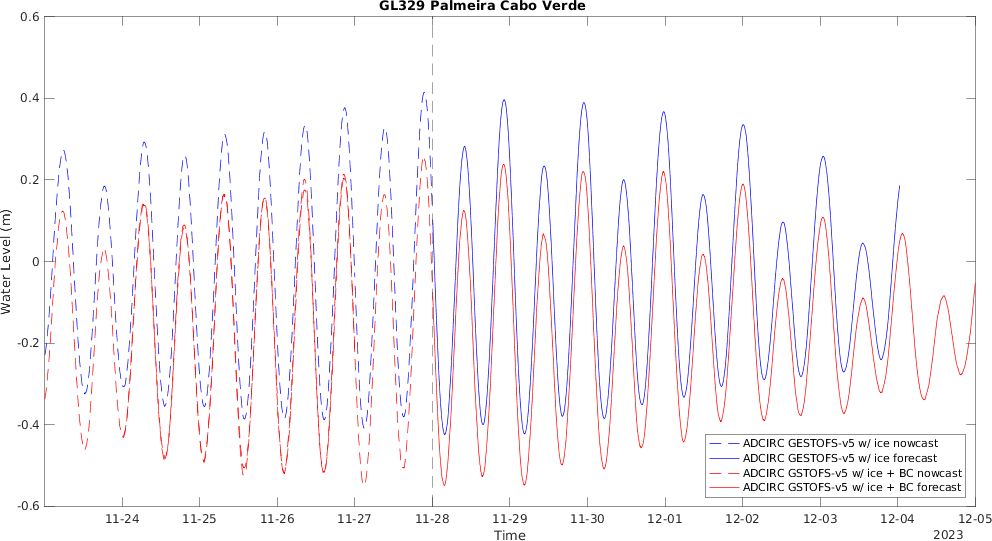 GL329 Palmeira Cabo Verde
0.6
0.4
0.2
0
-0.2
-0.4
-0.6
Water Level (m)
ADCIRC GESTOFS-v5 w/ ice nowcast
ADCIRC GESTOFS-v5 w/ ice forecast
ADCIRC GSTOFS-v5 w/ ice + BC nowcast
ADCIRC GSTOFS-v5 w/ ice + BC forecast
11-24 11-25 11-26 11-27 11-28 11-29 11-30 12-01 12-02 12-03 12-04 12-05
Time
2023